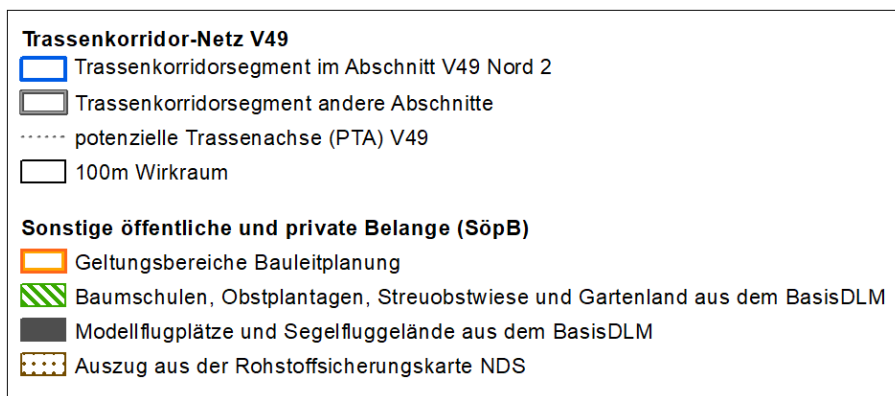 Trassenkorridor-Netz V49
Trassenkorridorsegment im Abschnitt V49 Nord 2
Trassenkorridorsegment andere Abschnitte
potenzielle Trassenachse (PTA) V49
100m Wirkraum
Sonstige öffentliche und private Belange (SöpB)
Geltungsbereiche Bauleitplanung
Baumschulen, Obstplantagen, Streuobstwiese und Gartenland aus dem BasisDLM
Modellflugplätze und Segelfluggelände aus dem BasisDLM
Auszug aus der Rohstoffsicherungskarte NDS